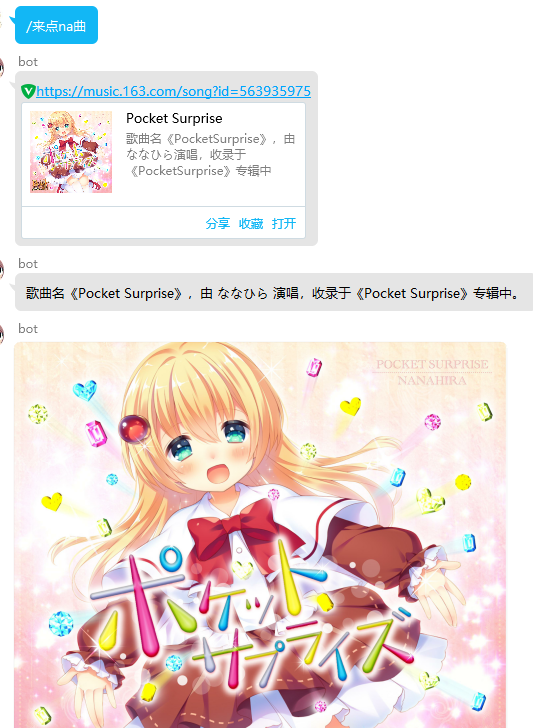 /来点na曲
bot
https://music.163.com/song?id=563935975
Pocket Surprise
歌曲名《PocketSurprise》，由
ななひら演唱，收录于
《PocketSurprise》专辑中
分享 收藏 打开
bot
歌曲名《Pocket Surprise》，由 ななひら 演唱，收录于《Pocket Surprise》专辑中。
bot
POCKET SURPRISE
NANAHIRA
ポケット
サプライズ